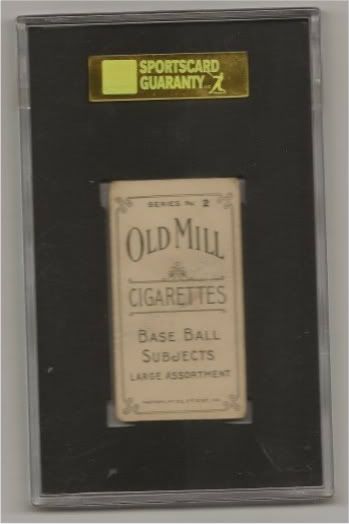 SPORTSCARD
GUARANTY
SERIES No 2
OLD MILL
CIGARETTES
BASE BALL
SUBJECTS
LARGE ASSORTMENT